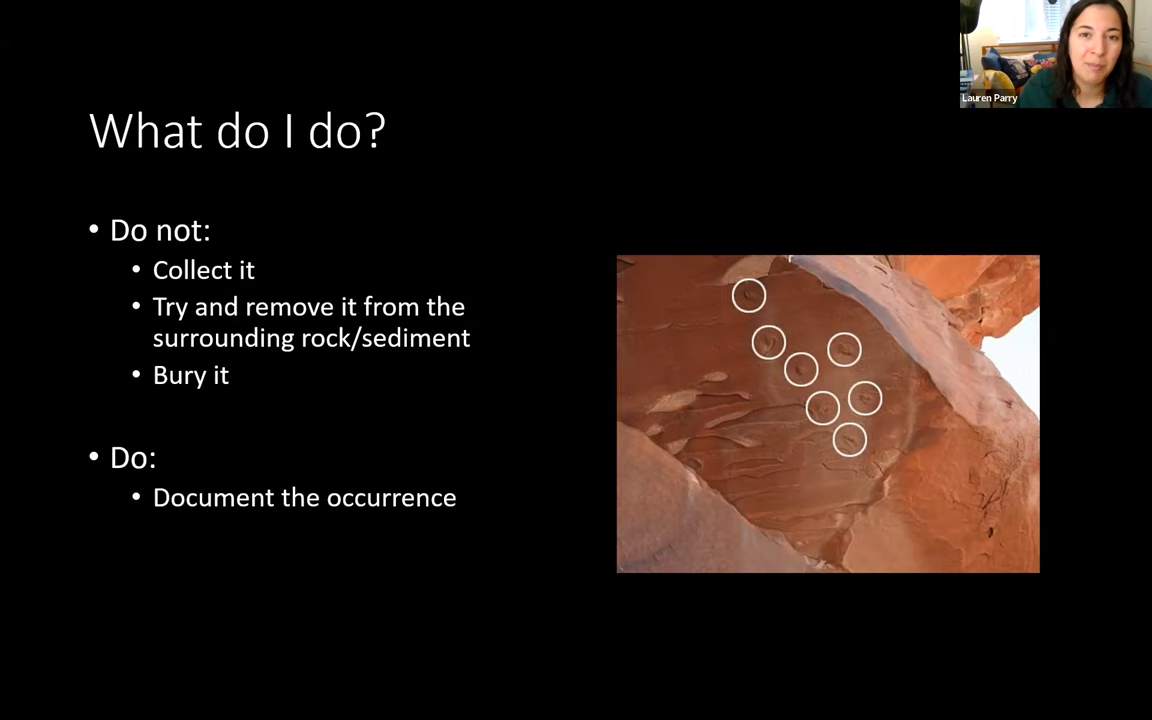 Lauren Parry
What do I do?
• Do not:
• Collect it
• Try and remove it from the
surrounding rock/sediment
• Bury it
• Do:
• Document the occurrence